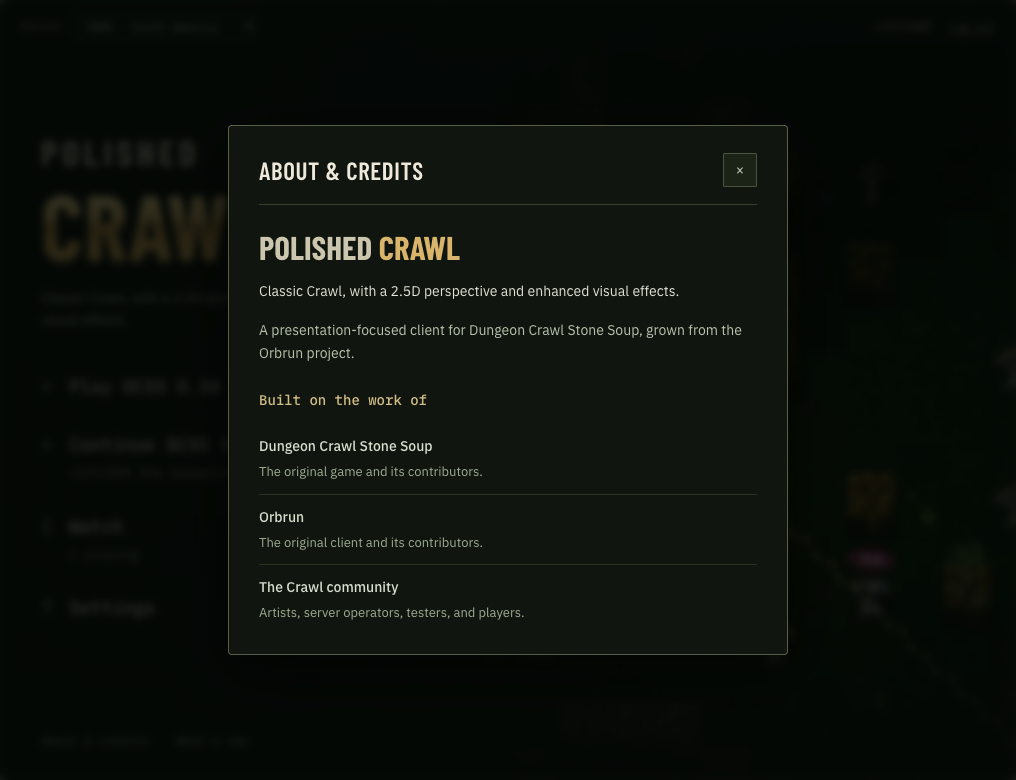 ABOUT & CREDITS
×
POLISHED CRAWL
Classic Crawl, with a 2.5D perspective and enhanced visual effects.
A presentation-focused client for Dungeon Crawl Stone Soup, grown from the
Orbrun project.
Built on the work of
Dungeon Crawl Stone Soup
The original game and its contributors.
Orbrun
The original client and its contributors.
The Crawl community
Artists, server operators, testers, and players.
POLISHED
CRAW
Watch
Settings